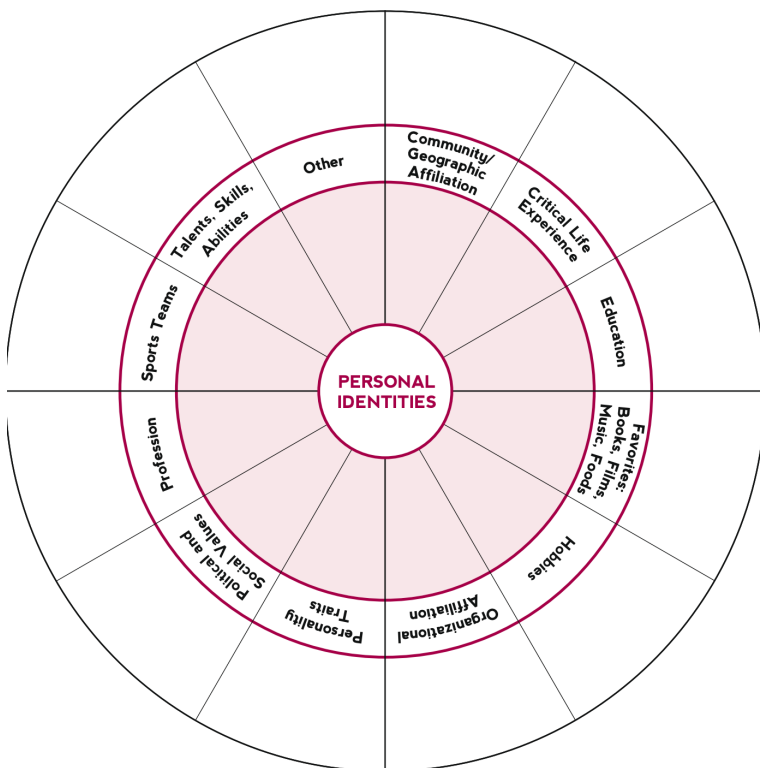 PERSONAL
IDENTITIES
Community/
Geographic
Affiliation
Critical Life
Experience
Education
Favorites:
Books, Films,
Music, Foods
Hobbies
Organizational
Affiliation
Personality
Traits
Political and
Social Values
Profession
Sports Teams
Talents, Skills,
Abilities
Other